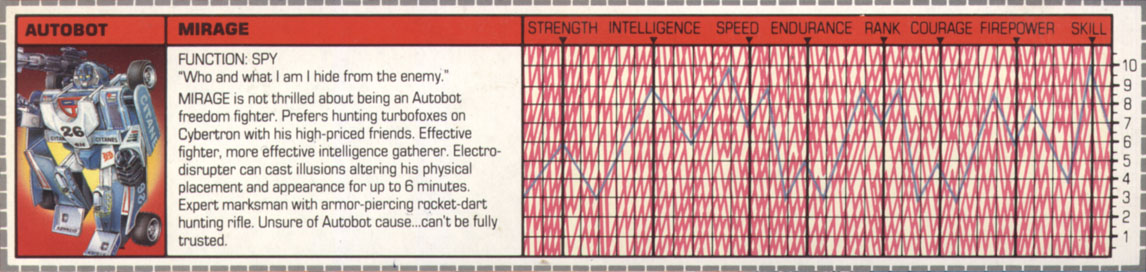 AUTOBOT
MIRAGE
FUNCTION: SPY
"Who and what I am I hide from the enemy."
MIRAGE is not thrilled about being an Autobot
freedom fighter. Prefers hunting turbofoxes on
Cybertron with his high-priced friends. Effective
fighter, more effective intelligence gatherer. Electro-
disrupter can cast illusions altering his physical
placement and appearance for up to 6 minutes.
Expert marksman with armor-piercing rocket-dart
hunting rifle. Unsure of Autobot cause...can't be fully
trusted.
STRENGTH INTELLIGENCE SPEED ENDURANCE RANK COURAGE FIREPOWER SKILL
10
9
8
7
6
5
4
3
2
1
26
CITANEL